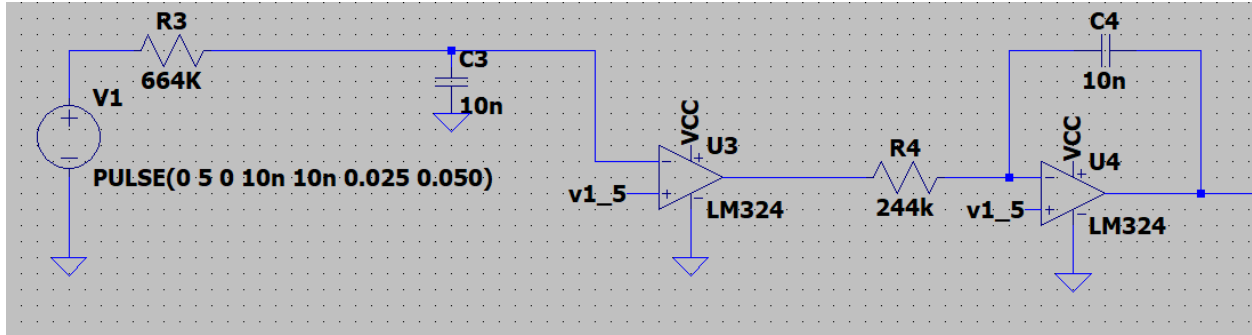 R3
664K
V1
PULSE(0 5 0 10n 10n 0.025 0.050)
C3
10n
VCC
U3
v1_5
LM324
R4
244k
C4
10n
VCC
U4
v1_5
LM324